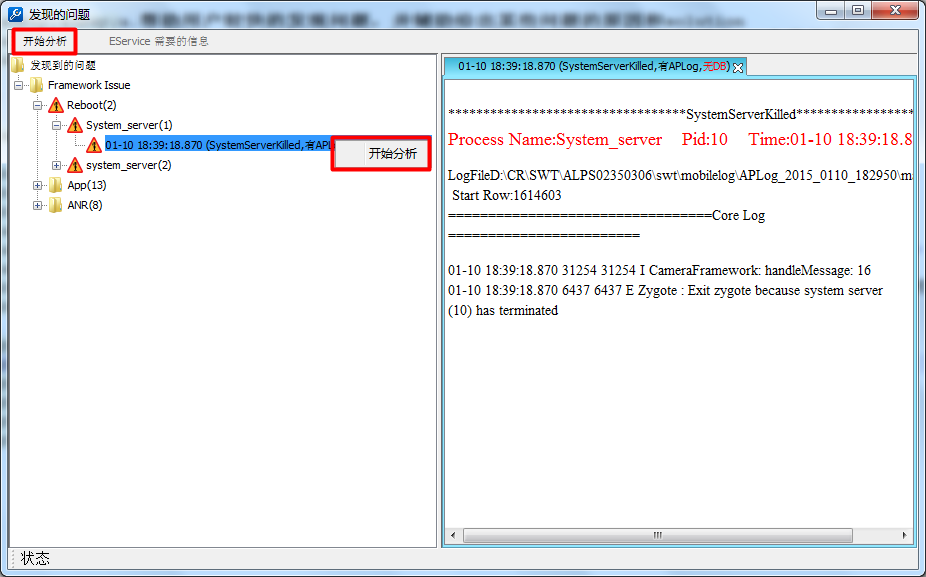 发现的问题
开始分析 EService 需要的信息
发现到的问题
Framework Issue
Reboot(2)
System_server(1)
01-10 18:39:18.870 (SystemServerKilled,有APL
开始分析
system_server(2)
App(13)
ANR(8)
01-10 18:39:18.870 (SystemServerKilled,有APLog,无DB)
**********************************SystemServerKilled*****************
Process Name:System_server Pid:10 Time:01-10 18:39:18.8
LogFileD:\CR\SWT\ALPS02350306\swt\mobilelog\APLog_2015_0110_182950\m
Start Row:1614603
=================================Core Log
========================
01-10 18:39:18.870 31254 31254 I CameraFramework: handleMessage: 16
01-10 18:39:18.870 6437 6437 E Zygote : Exit zygote because system server
(10) has terminated
状态